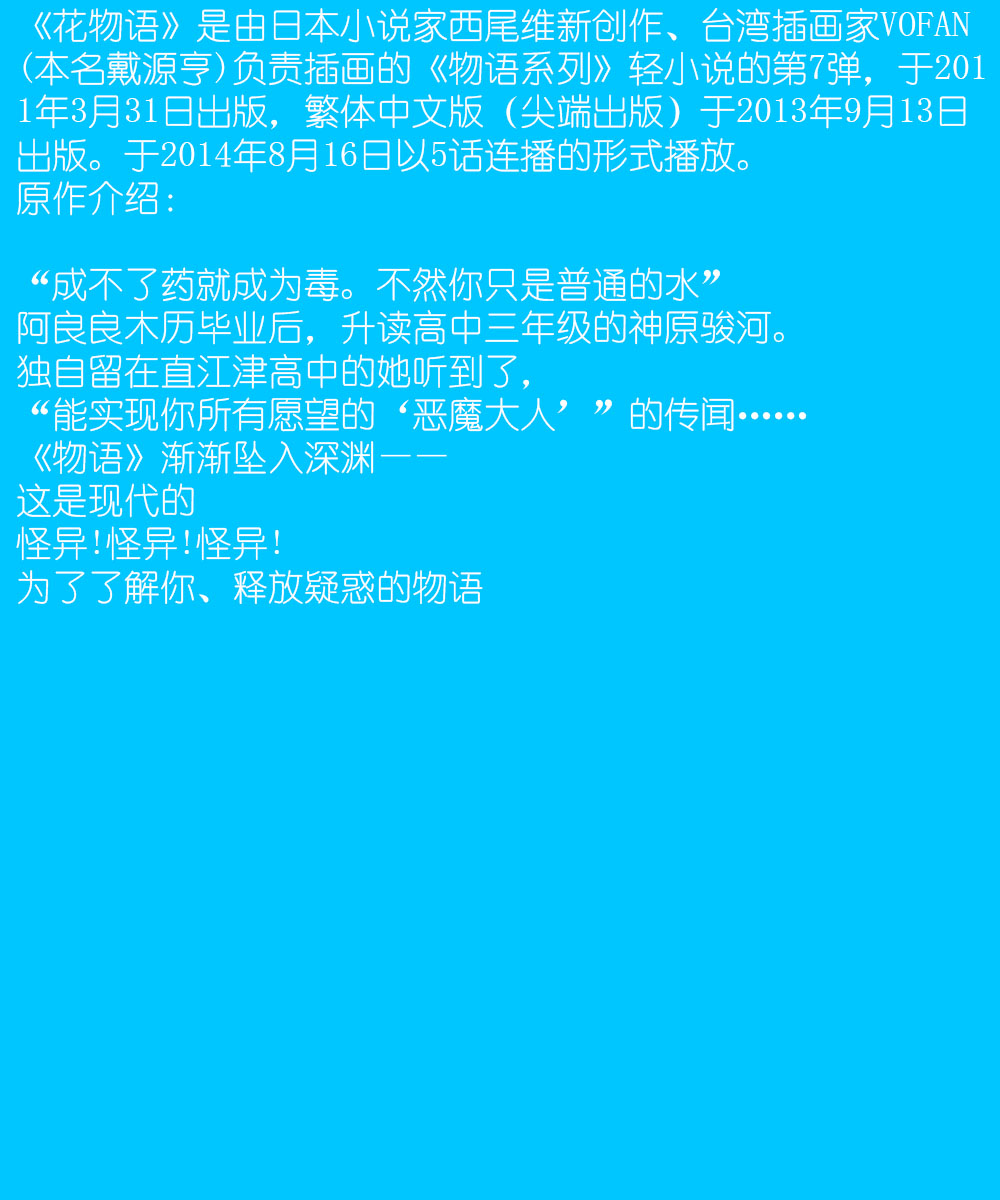 《花物语》是由日本小说家西尾维新创作、台湾插画家VOFAN
(本名戴源亨)负责插画的《物语系列》轻小说的第7弹，于201
1年3月31日出版，繁体中文版（尖端出版）于2013年9月13日
出版。于2014年8月16日以5话连播的形式播放。
原作介绍:
“成不了药就成为毒。不然你只是普通的水”
阿良良木历毕业后，升读高中三年级的神原骏河。
独自留在直江津高中的她听到了，
“能实现你所有愿望的‘恶魔大人’”的传闻……
《物语》渐渐坠入深渊——
这是现代的
怪异!怪异!怪异!
为了了解你、释放疑惑的物语